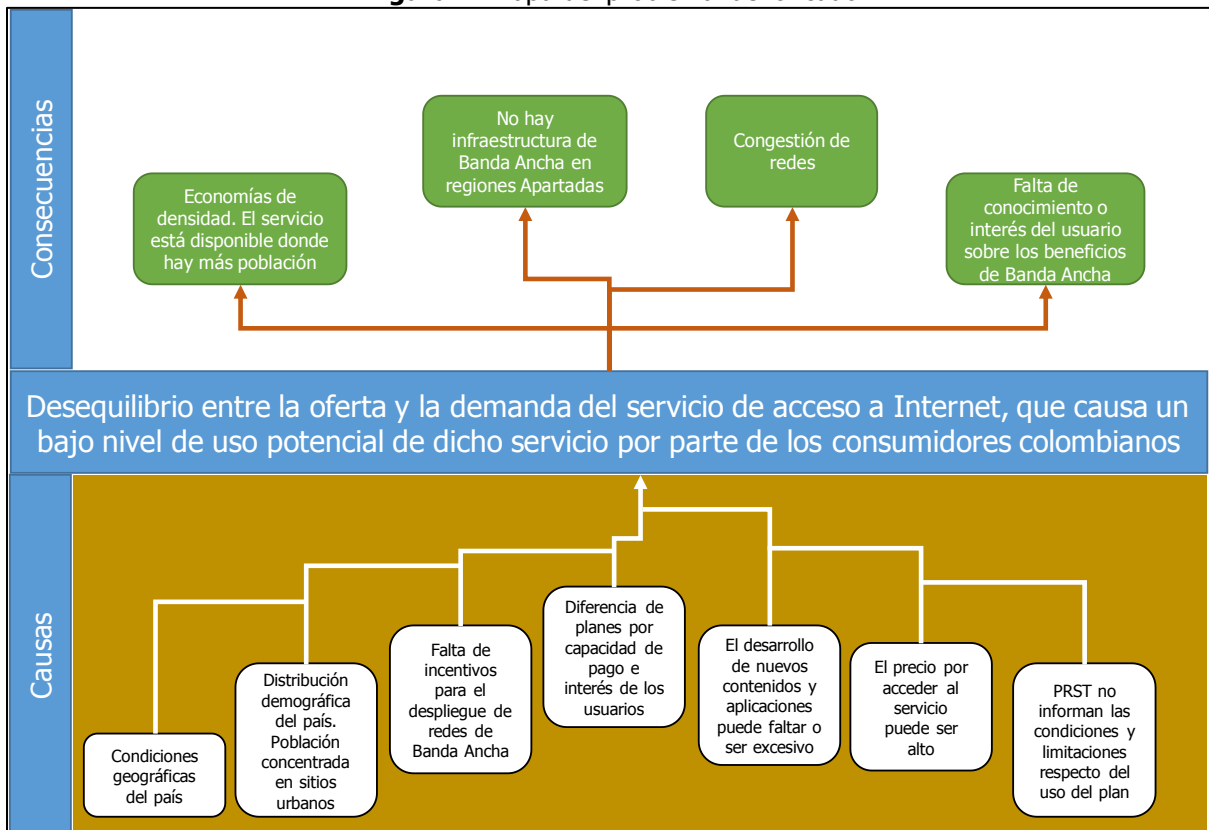 Consecuencias
No hay
infraestructura de
Banda Ancha en
regiones Apartadas
Congestión de
redes
Economías de
densidad. El servicio
está disponible donde
hay más población
Falta de
conocimiento o
interés del usuario
sobre los beneficios
de Banda Ancha
Desequilibrio entre la oferta y la demanda del servicio de acceso a Internet, que causa un
bajo nivel de uso potencial de dicho servicio por parte de los consumidores colombianos
Causas
Condiciones
geográficas
del país
Distribución
demográfica
del país.
Población
concentrada
en sitios
urbanos
Falta de
incentivos
para el
despliegue de
redes de
Banda Ancha
Diferencia de
planes por
capacidad de
pago e
interés de los
usuarios
El desarrollo
de nuevos
contenidos y
aplicaciones
puede faltar o
ser excesivo
El precio por
acceder al
servicio
puede ser
alto
PRST no
informan las
condiciones y
limitaciones
respecto del
uso del plan